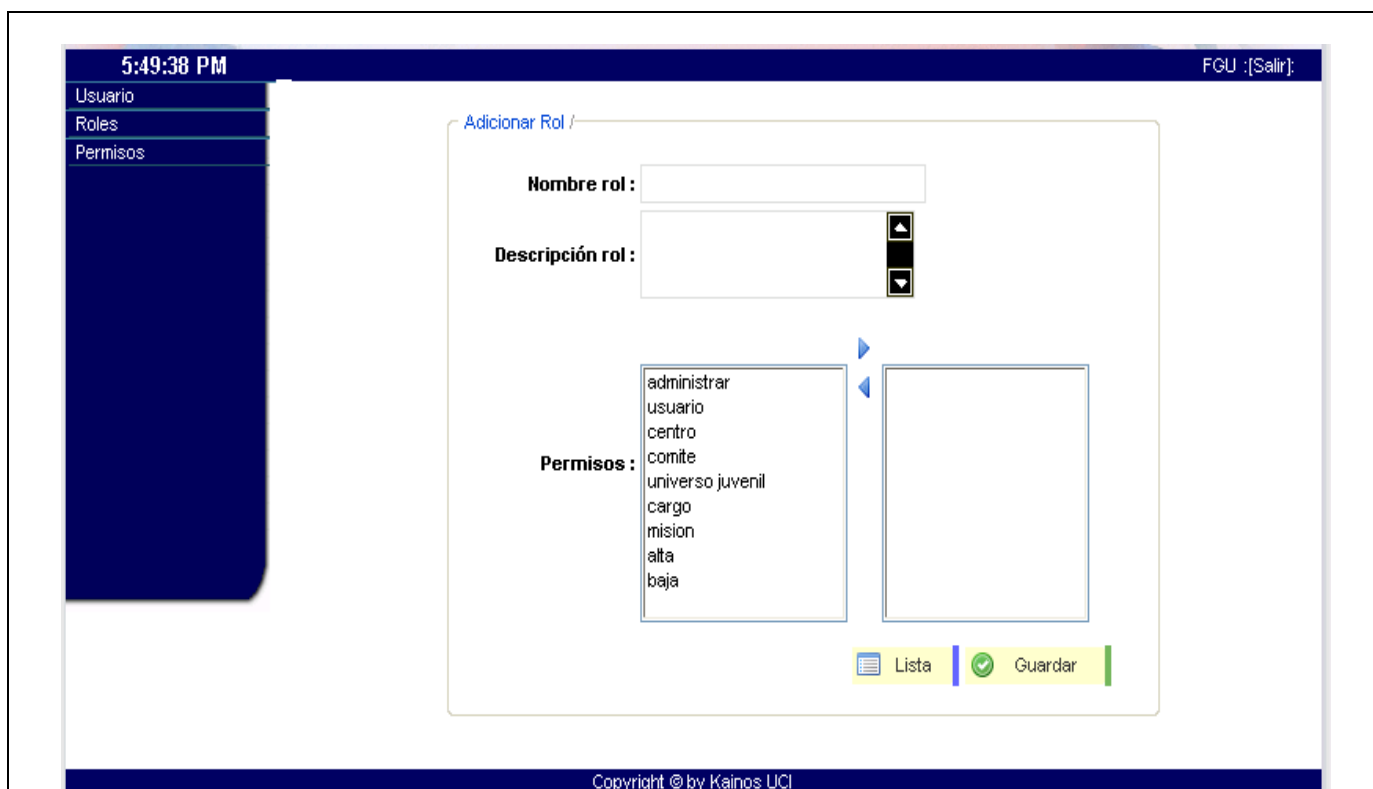 5:49:38 PM
FGU :[Salir]:
Usuario
Roles
Permisos
Adicionar Rol /
Nombre rol :
Descripción rol :
Permisos :
administrar
usuario
centro
comite
universo juvenil
cargo
mision
alta
baja
Lista
Guardar
Copyright © by Kainos UCI